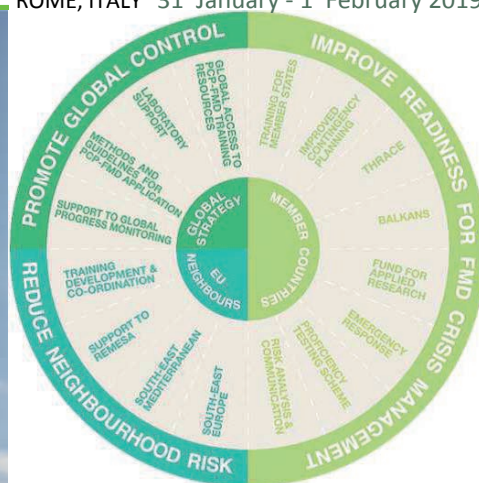 ROME, ITALY 31 January - 1 February 2019
PROMOTE GLOBAL CONTROL
SUPPORT TO GLOBAL
PROGRESS MONITORING
METHODS AND
GUIDELINES FOR
PCP-FMD APPLICATION
LABORATORY
SUPPORT
GLOBAL ACCESS TO
PCP-FMD TRAINING
RESOURCES
GLOBAL
STRATEGY
IMPROVE READINESS FOR FMD CRISIS MANAGEMENT
TRAINING FOR
MEMBER STATES
IMPROVED
CONTINGENCY
PLANNING
THRACE
BALKANS
FUND FOR
APPLIED
RESEARCH
EMERGENCY
RESPONSE
PROFICIENCY
TESTING SCHEME
RISK ANALYSIS &
COMMUNICATION
MEMBER COUNTRIES
REDUCE NEIGHBOURHOOD RISK
TRAINING
DEVELOPMENT &
CO-ORDINATION
SUPPORT TO
REMESA
SOUTH-EAST
MEDITERRANEAN
SOUTH-EAST
EUROPE
EU
NEIGHBOURS